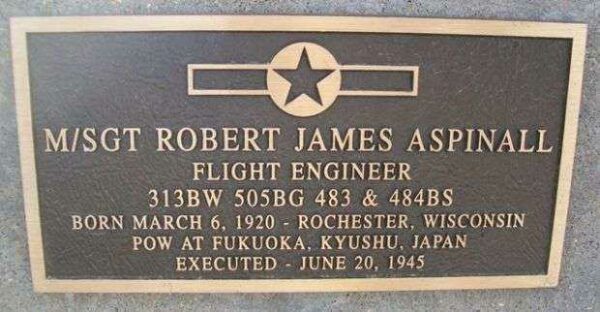 M/SGT ROBERT JAMES ASPINALL
FLIGHT ENGINEER
313BW 505BG 483 & 484BS
BORN MARCH 6, 1920 - ROCHESTER, WISCONSIN
POW AT FUKUOKA, KYUSHU, JAPAN
EXECUTED - JUNE 20, 1945